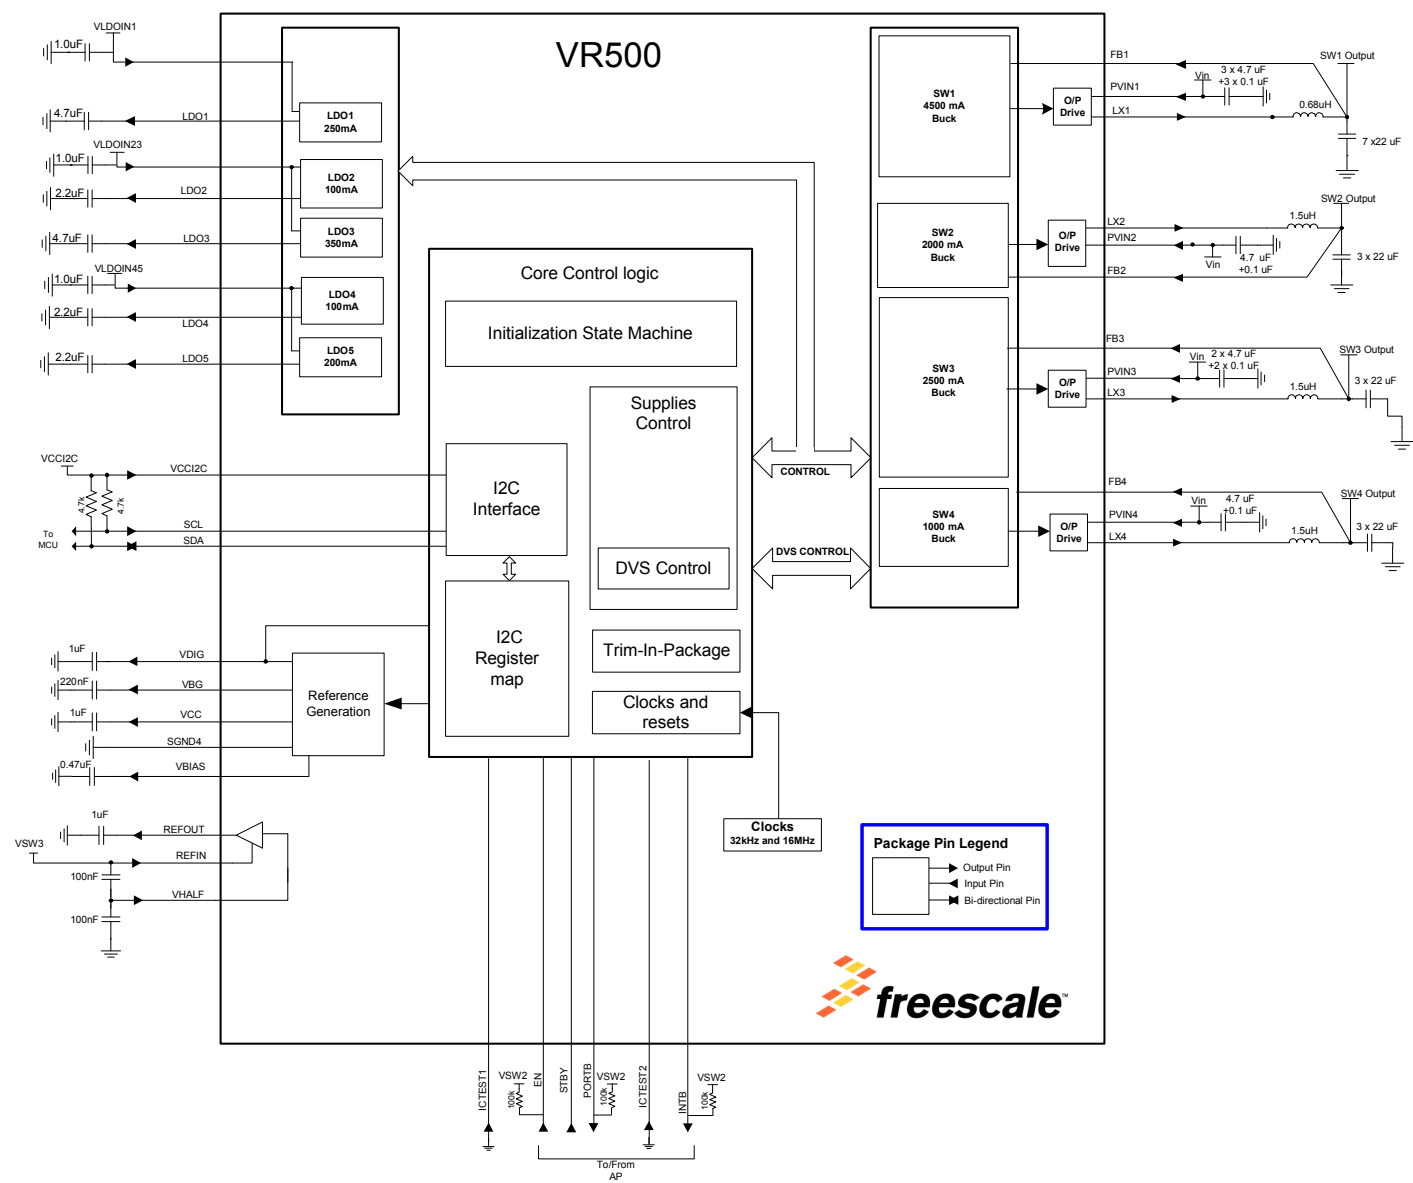 VR500
VLDOIN1
1.0uF
4.7uF
LDO1
LDO1
250mA
VLDOIN23
1.0uF
2.2uF
LDO2
LDO2
100mA
4.7uF
LDO3
LDO3
350mA
VLDOIN45
1.0uF
2.2uF
LDO4
LDO4
100mA
2.2uF
LDO5
LDO5
200mA
VCCI2C
VCCI2C
4.7k
4.7k
To
MCU
SCL
SDA
Core Control logic
Initialization State Machine
I2C
Interface
Supplies
Control
DVS Control
I2C
Register
map
Trim-In-Package
Clocks and
resets
CONTROL
DVS CONTROL
SW1
4500 mA
Buck
SW2
2000 mA
Buck
SW3
2500 mA
Buck
SW4
1000 mA
Buck
O/P
Drive
O/P
Drive
O/P
Drive
O/P
Drive
FB1
PVIN1
LX1
Vin
3 x 4.7 uF
+3 x 0.1 uF
0.68uH
SW1 Output
7 x22 uF
LX2
PVIN2
FB2
Vin
4.7 uF
+0.1 uF
1.5uH
SW2 Output
3 x 22 uF
FB3
PVIN3
LX3
Vin
2 x 4.7 uF
+2 x 0.1 uF
1.5uH
SW3 Output
3 x 22 uF
FB4
PVIN4
LX4
Vin
4.7 uF
+0.1 uF
1.5uH
SW4 Output
3 x 22 uF
1uF
VDIG
220nF
VBG
1uF
VCC
SGND4
0.47uF
VBIAS
Reference
Generation
1uF
REFOUT
VSW3
REFIN
100nF
VHALF
100nF
Clocks
32kHz and 16MHz
Package Pin Legend
Output Pin
Input Pin
Bi-directional Pin
freescale™
ICTEST1
VSW2
100k
EN
STBY
PORTB
VSW2
100k
ICTEST2
INTB
VSW2
100k
To/From
AP